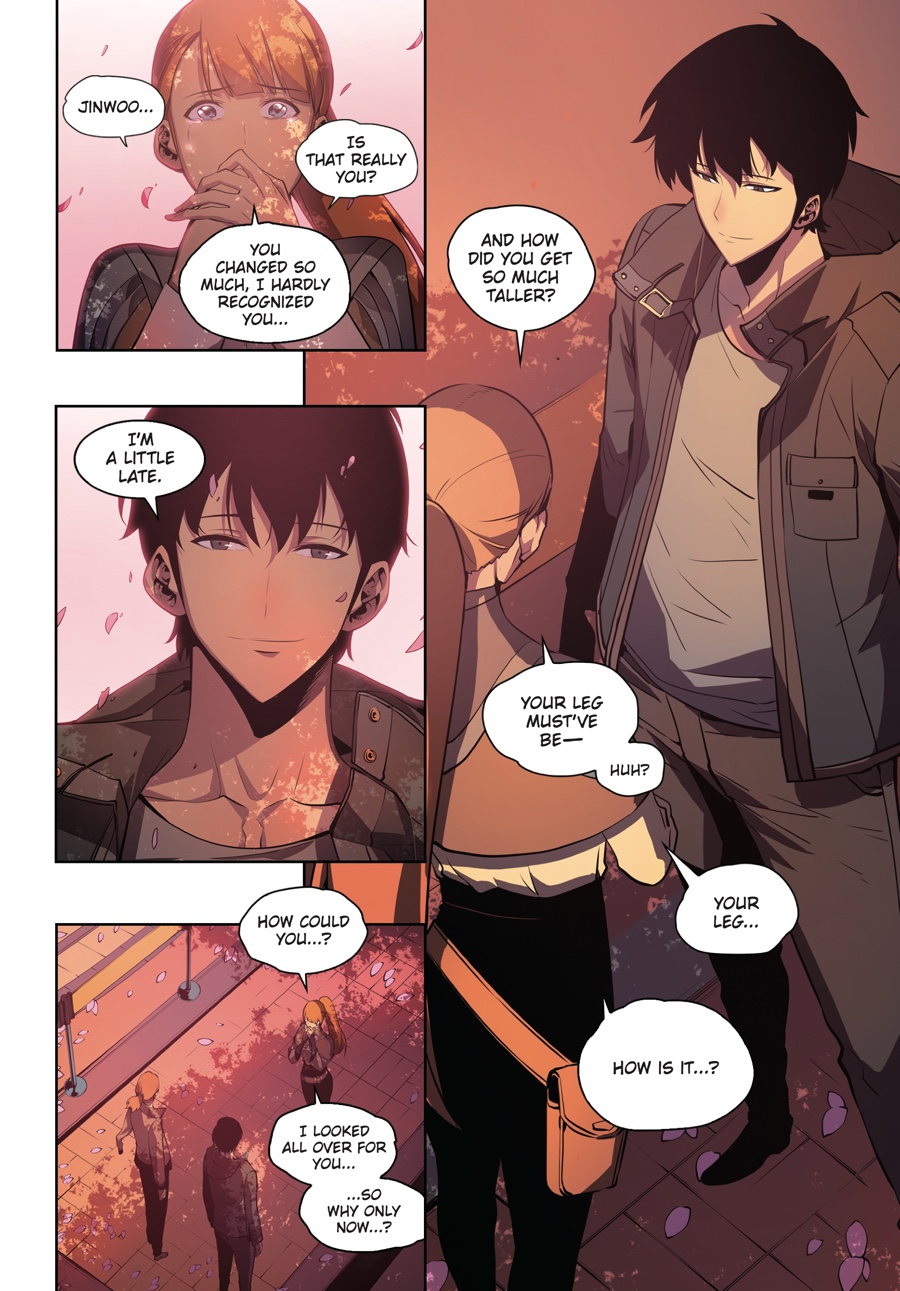 JINWOO...
IS
THAT REALLY
YOU?
YOU
CHANGED SO
MUCH, I HARDLY
RECOGNIZED
YOU...
I'M
A LITTLE
LATE.
HOW COULD
YOU...?
I LOOKED
ALL OVER FOR
YOU...
...SO
WHY ONLY
NOW...?
AND HOW
DID YOU GET
SO MUCH
TALLER?
YOUR LEG
MUST'VE
BE—
HUH?
YOUR
LEG...
HOW IS IT...?